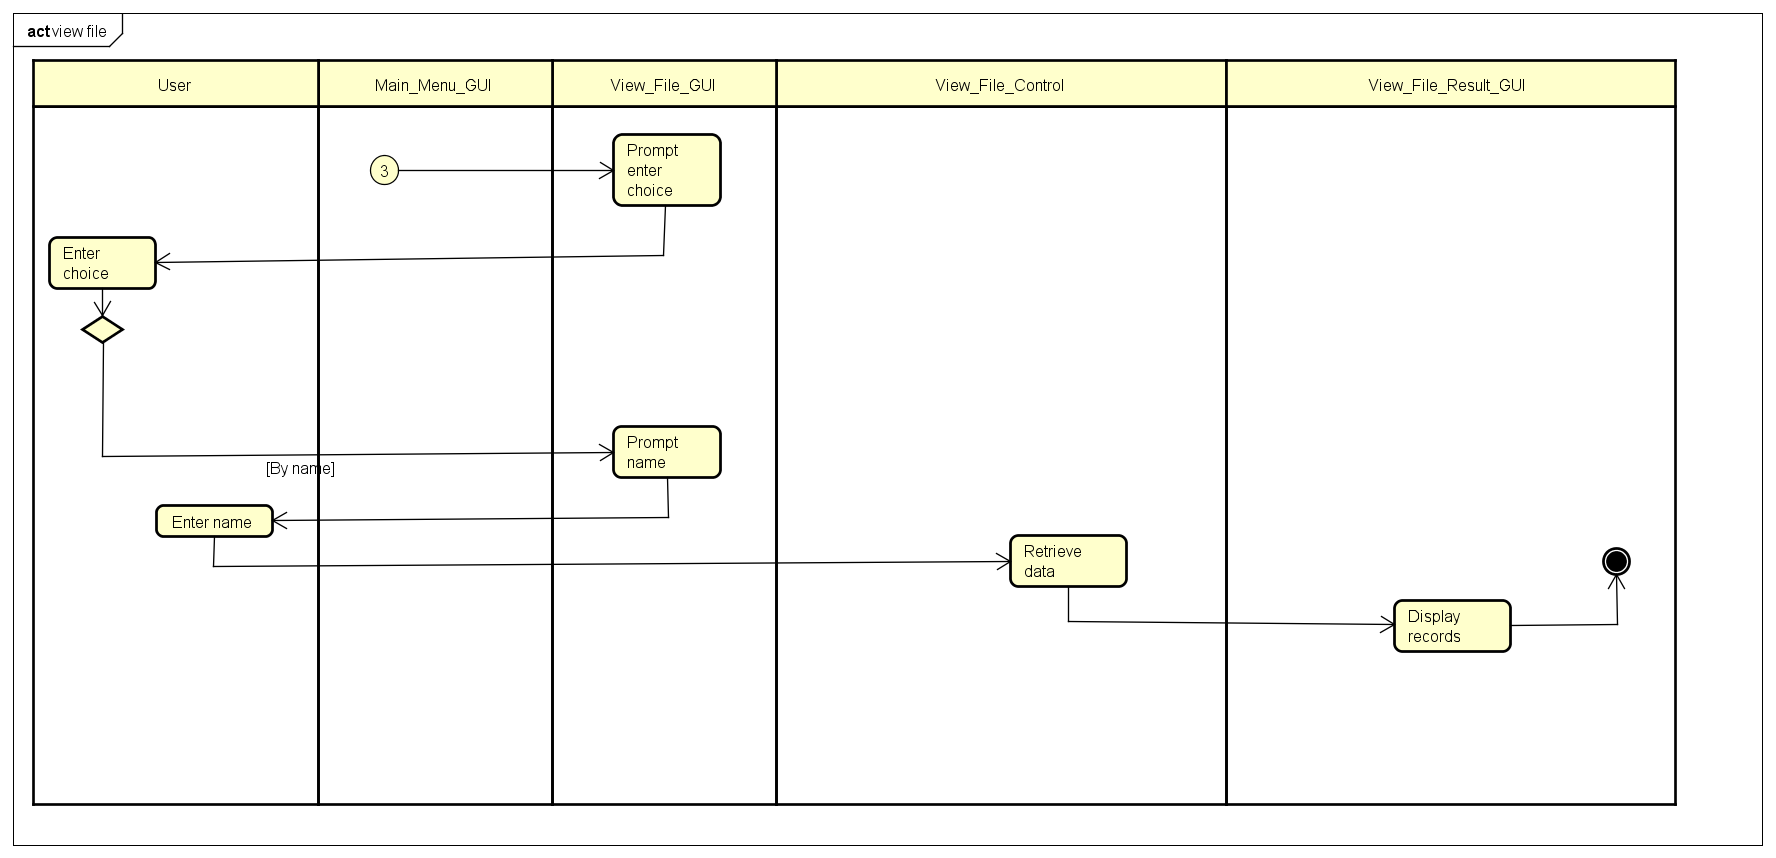 act view file
User
Main_Menu_GUI
View_File_GUI
View_File_Control
View_File_Result_GUI
3
Prompt
enter
choice
Enter
choice
Prompt
name
[By name]
Enter name
Retrieve
data
Display
records